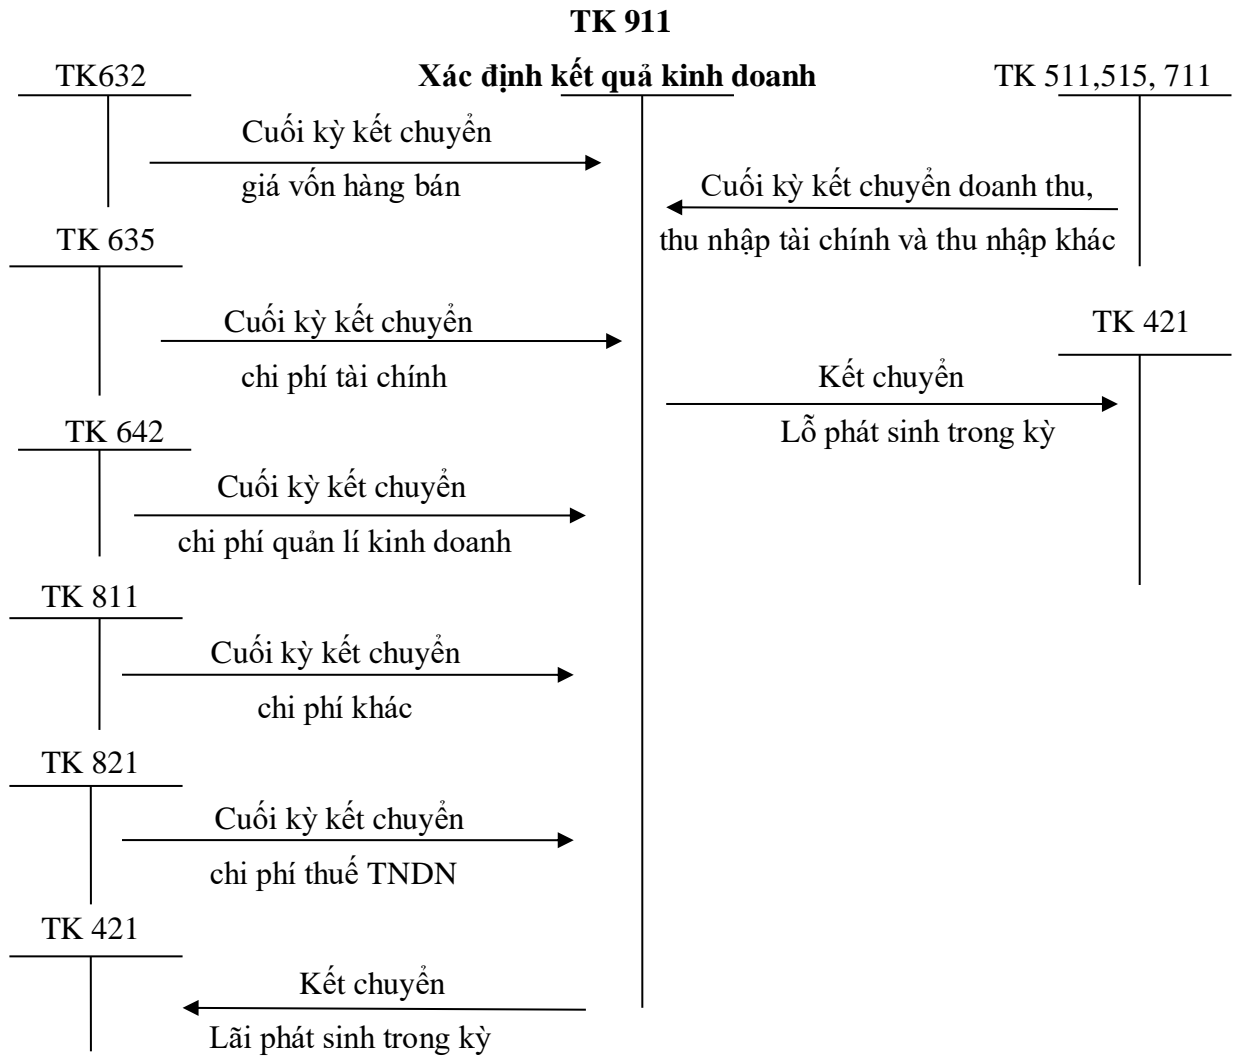 TK 911
TK632
Xác định kết quả kinh doanh
TK 511,515, 711
Cuối kỳ kết chuyển
giá vốn hàng bán
Cuối kỳ kết chuyển doanh thu,
thu nhập tài chính và thu nhập khác
TK 635
Cuối kỳ kết chuyển
chi phí tài chính
TK 421
Kết chuyển
Lỗ phát sinh trong kỳ
TK 642
Cuối kỳ kết chuyển
chi phí quản lí kinh doanh
TK 811
Cuối kỳ kết chuyển
chi phí khác
TK 821
Cuối kỳ kết chuyển
chi phí thuế TNDN
TK 421
Kết chuyển
Lãi phát sinh trong kỳ